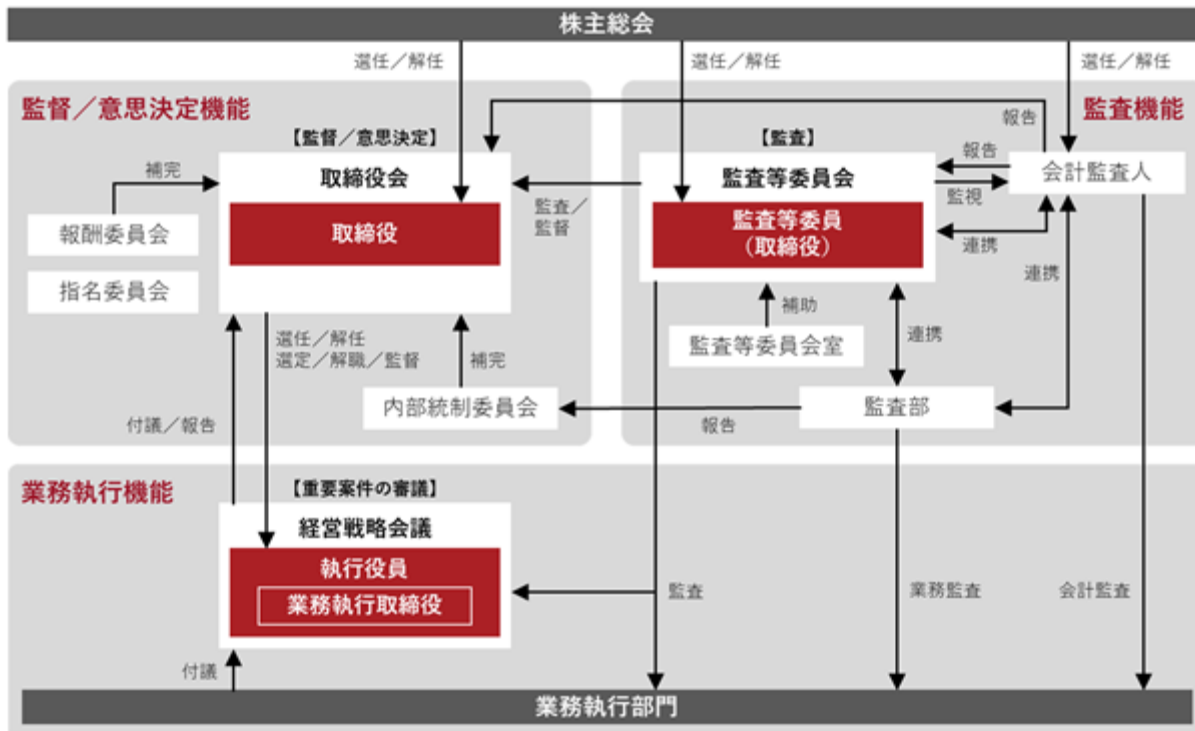 株主総会
選任／解任
選任／解任
選任／解任
監督／意思決定機能
監査機能
【監督／意思決定】
【監査】
報告
補完
取締役会
監査等委員会
報告
会計監査人
監視
監査／
監督
報酬委員会
取締役
監査等委員
（取締役）
連携
連携
指名委員会
補助
選任／解任
選定／解職／監督
補完
監査等委員会室
連携
内部統制委員会
監査部
付議／報告
報告
業務執行機能
【重要案件の審議】
経営戦略会議
執行役員
業務執行取締役
監査
業務監査
会計監査
付議
業務執行部門